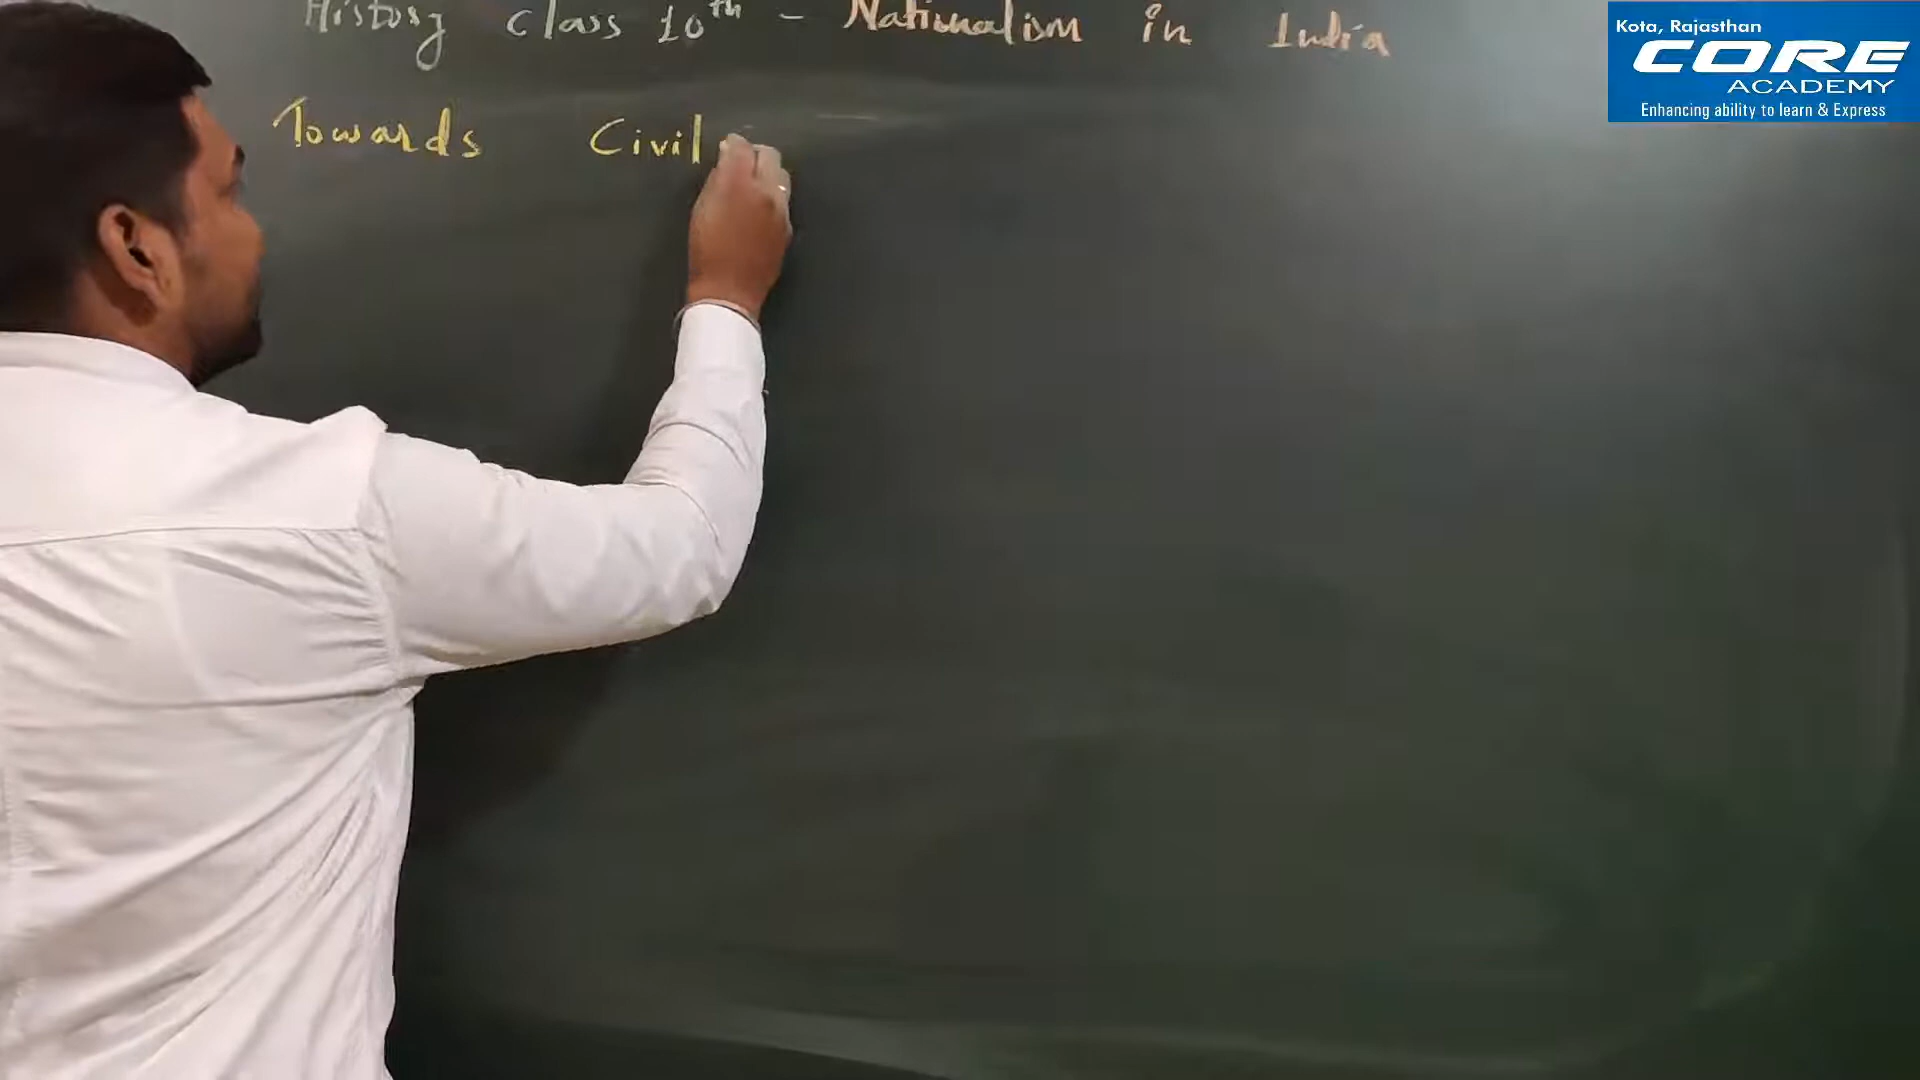 History Class 10th - Nationalism in India
Towards Civil
Kota, Rajasthan
CORE
ACADEMY
Enhancing ability to learn & Express